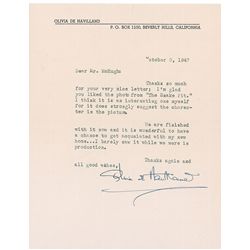 OLIVIA DE HAVILLAND
P. O. BOX 1150, BEVERLY HILLS, CALIFORNIA
October 9, 1947
Dear Mr. McHugh:
Thanks so much
for your very nice letter; I'm glad
you liked the photo from "The Snake Pit."
I think it is an interesting one myself
for it does strongly suggest the character
is the picture.
We are finished
with it now and it is wonderful to have a
chance to get acquainted with my new
home...I barely saw it while we were in
production.
Thanks again and
all good wishes,
Olivia de Havilland